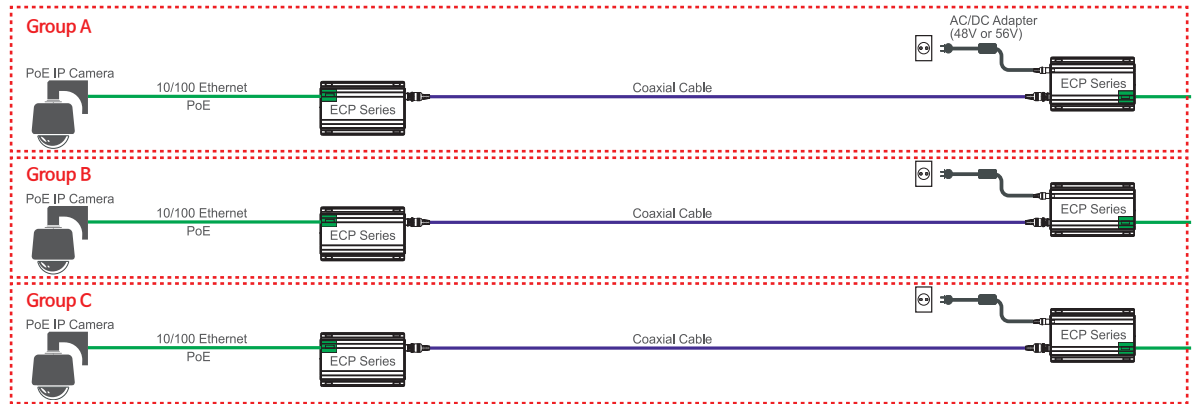 Group A
AC/DC Adapter
(48V or 56V)
PoE IP Camera
10/100 Ethernet
PoE
ECP Series
Coaxial Cable
ECP Series
Group B
PoE IP Camera
10/100 Ethernet
PoE
ECP Series
Coaxial Cable
ECP Series
Group C
PoE IP Camera
10/100 Ethernet
PoE
ECP Series
Coaxial Cable
ECP Series